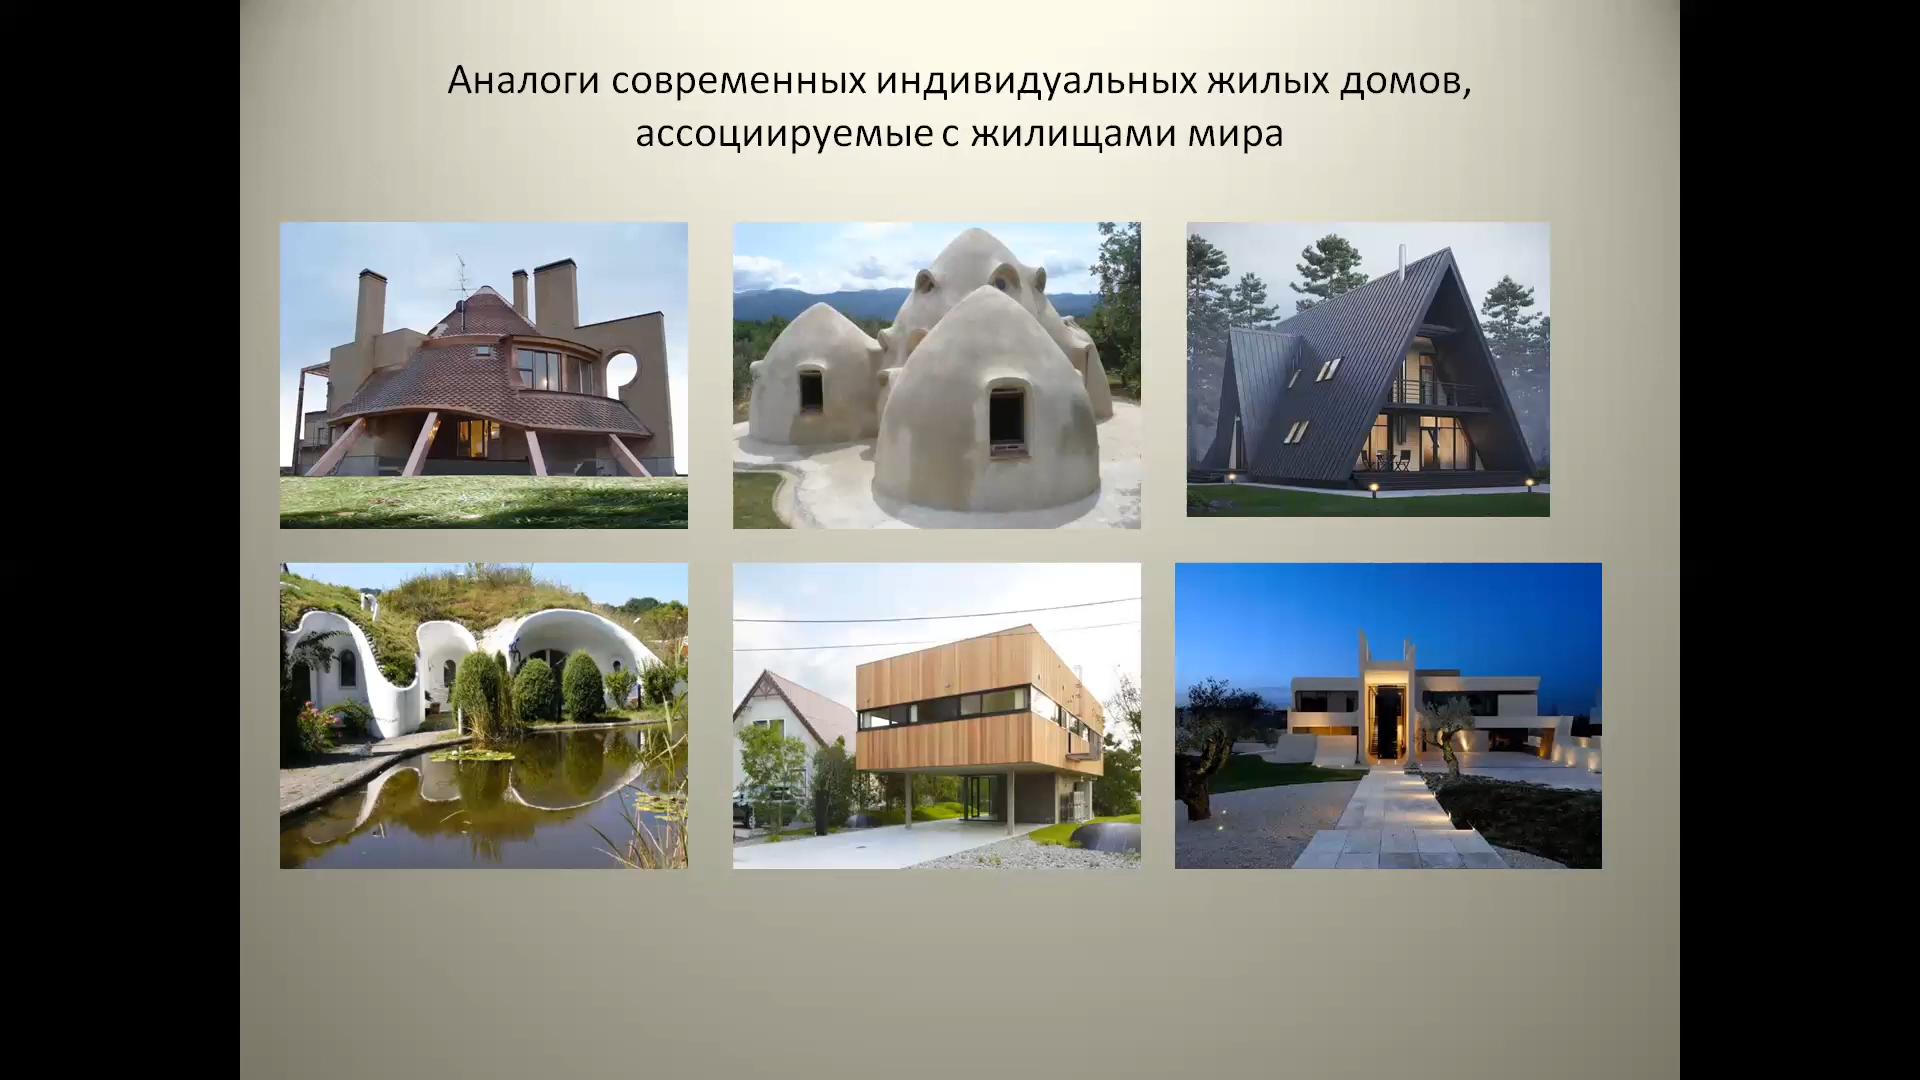 Аналоги современных индивидуальных жилых домов,
ассоциируемые с жилищами мира